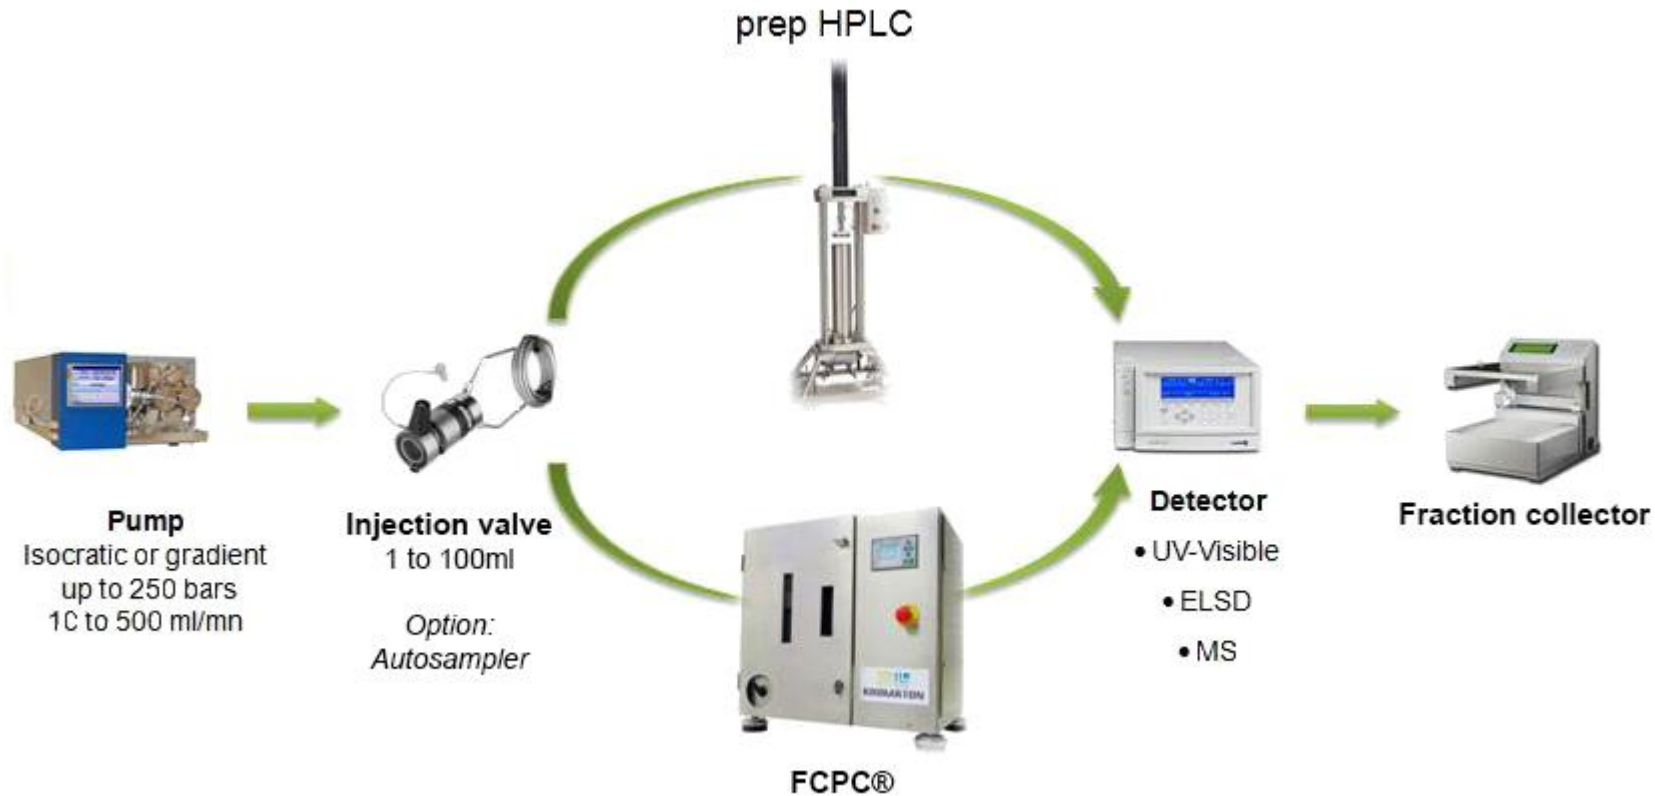 prep HPLC
Pump
Isocratic or gradient
up to 250 bars
10 to 500 ml/mn
Injection valve
1 to 100ml
Option:
Autosampler
KROMATON
FCPC®
Detector
• UV-Visible
• ELSD
• MS
Fraction collector